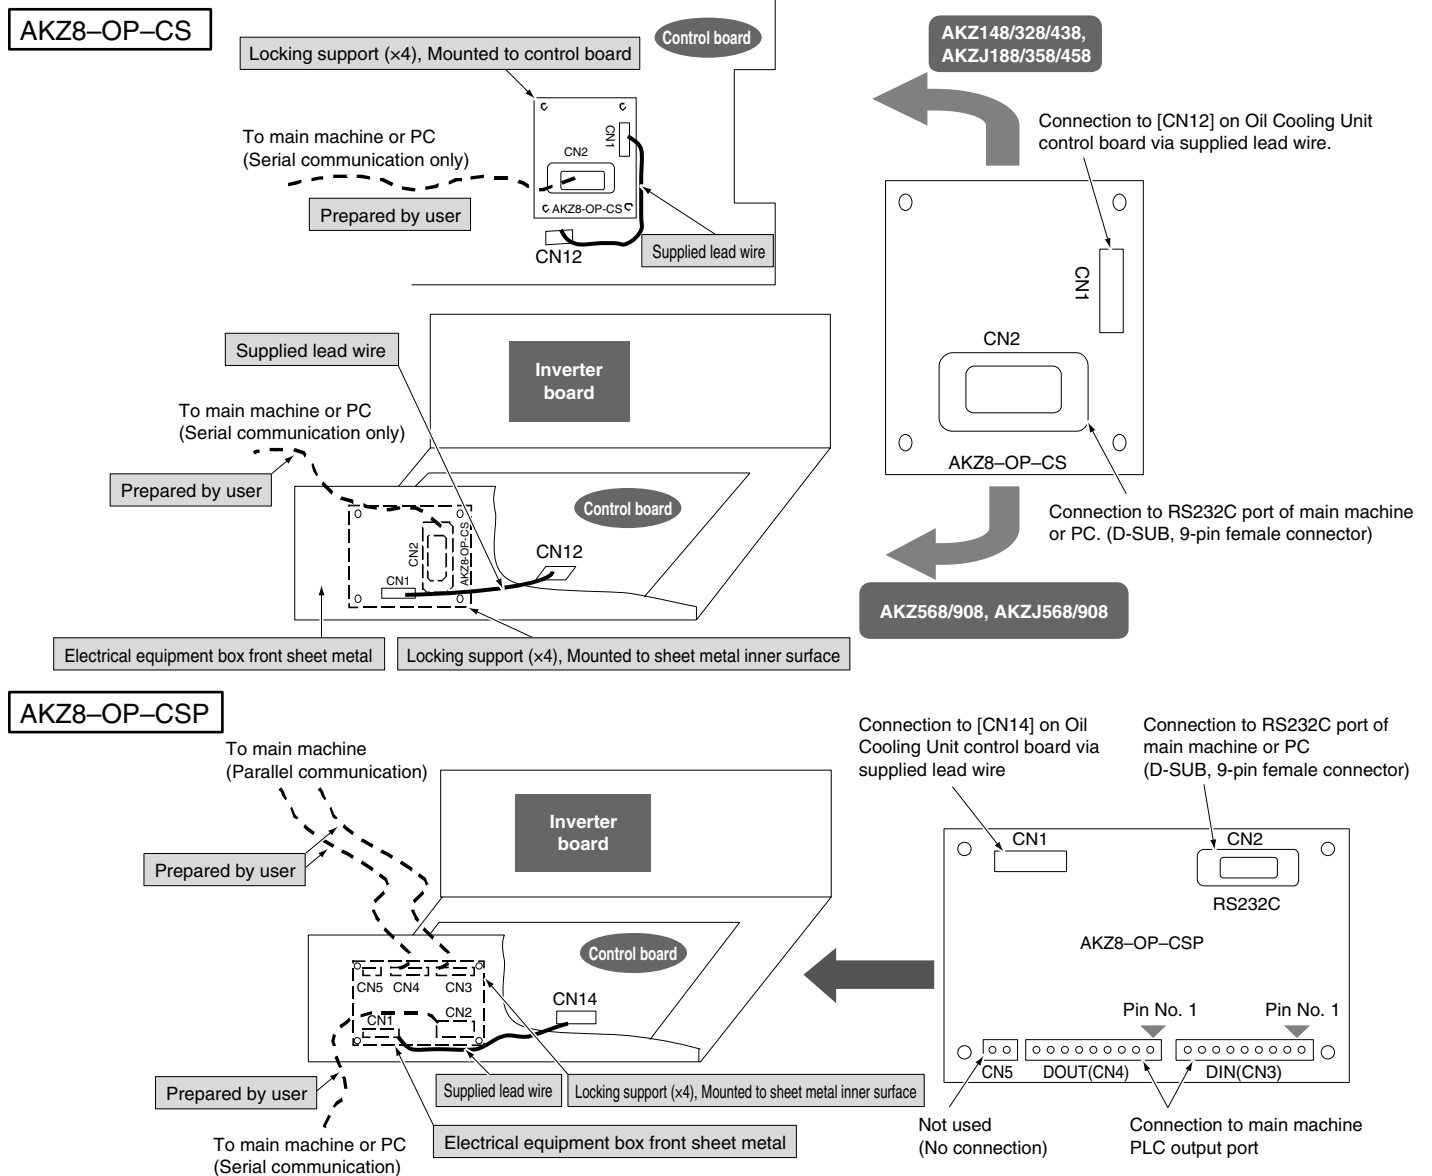 AKZ8–OP–CS
Locking support (×4), Mounted to control board
Control board
AKZ148/328/438,
AKZJ188/358/458
To main machine or PC
(Serial communication only)
Prepared by user
CN1
CN2
AKZ8-OP-CS
CN12
Supplied lead wire
Connection to [CN12] on Oil Cooling Unit
control board via supplied lead wire.
CN1
CN2
AKZ8–OP–CS
Connection to RS232C port of main machine
or PC. (D-SUB, 9-pin female connector)
Supplied lead wire
Inverter
board
To main machine or PC
(Serial communication only)
Prepared by user
Control board
CN12
CN2
AKZ8-OP-CS
CN1
AKZ568/908, AKZJ568/908
Electrical equipment box front sheet metal
Locking support (×4), Mounted to sheet metal inner surface
AKZ8–OP–CSP
To main machine
(Parallel communication)
Prepared by user
Inverter
board
Control board
CN5
CN4
CN3
CN1
CN2
CN14
Prepared by user
Supplied lead wire
Locking support (×4), Mounted to sheet metal inner surface
Electrical equipment box front sheet metal
To main machine or PC
(Serial communication)
Connection to [CN14] on Oil
Cooling Unit control board via
supplied lead wire
Connection to RS232C port of
main machine or PC
(D-SUB, 9-pin female connector)
CN1
CN2
RS232C
AKZ8–OP–CSP
Pin No. 1
Pin No. 1
CN5
DOUT(CN4)
DIN(CN3)
Not used
(No connection)
Connection to main machine
PLC output port